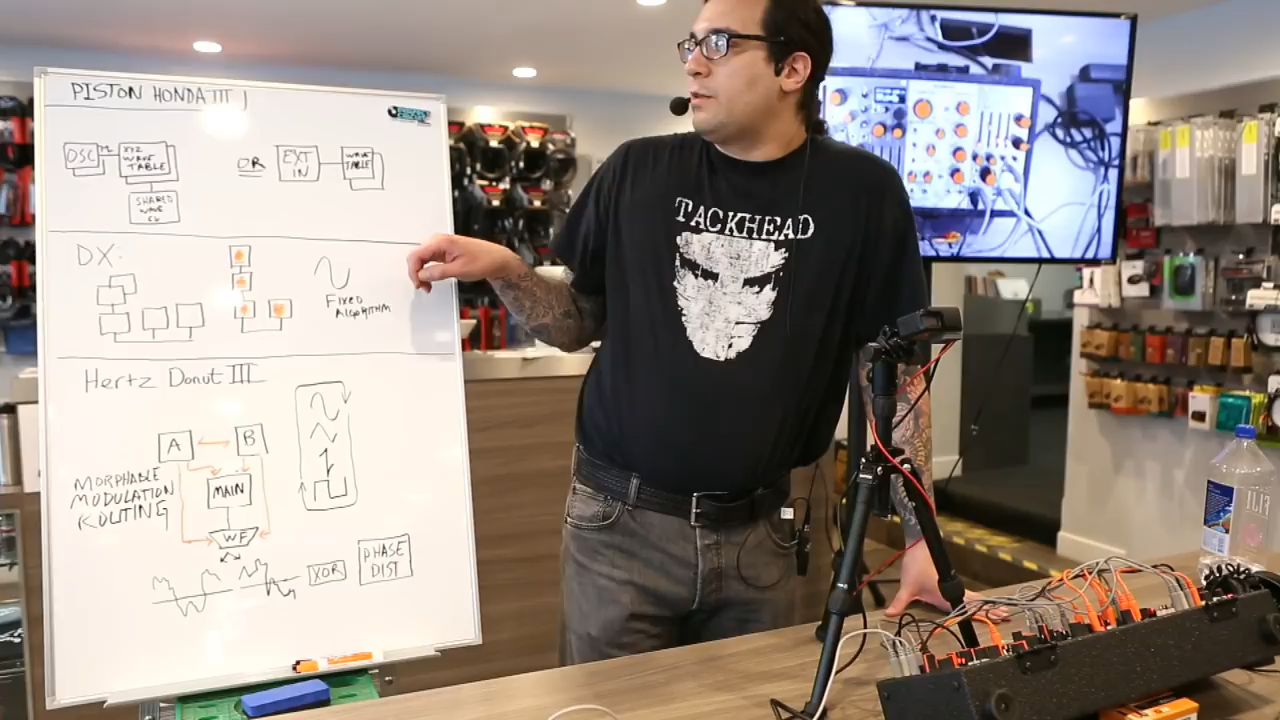 PISTON HONDA III
OSC
XYZ
WAVE
TABLE
OR
EXT
IN
WAVE
TABLE
SHARED
WAVE
DX:
FIXED
ALGORITHM
Hertz Donut III
A
B
MORPHABLE
MODULATION
ROUTING
MAIN
WF
XOR
PHASE
DIST
TACKHEAD
FIJI